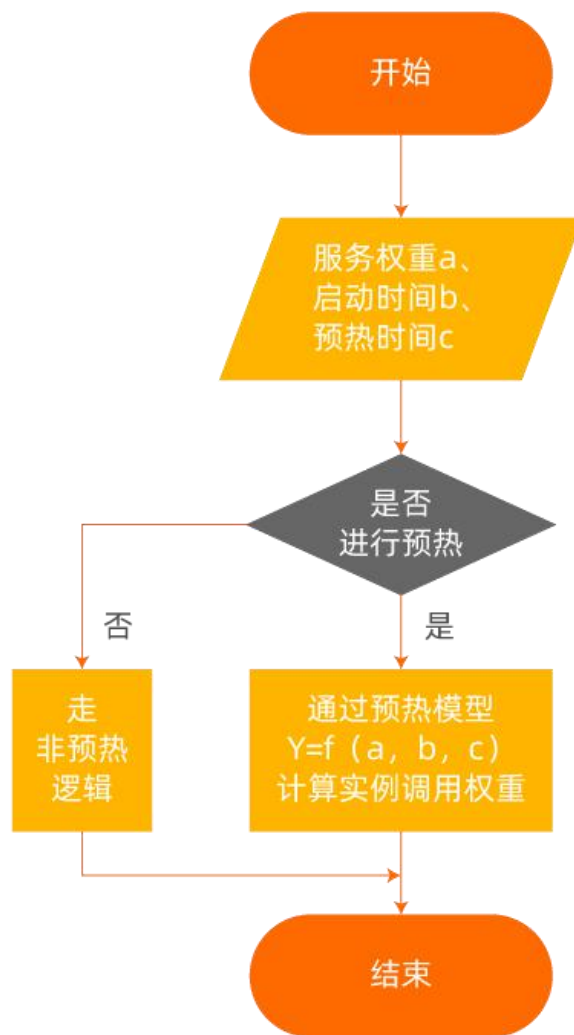 开始
服务权重a、
启动时间b、
预热时间c
是否
进行预热
否
是
走
非预热
逻辑
通过预热模型
Y=f（a，b，c）
计算实例调用权重
结束